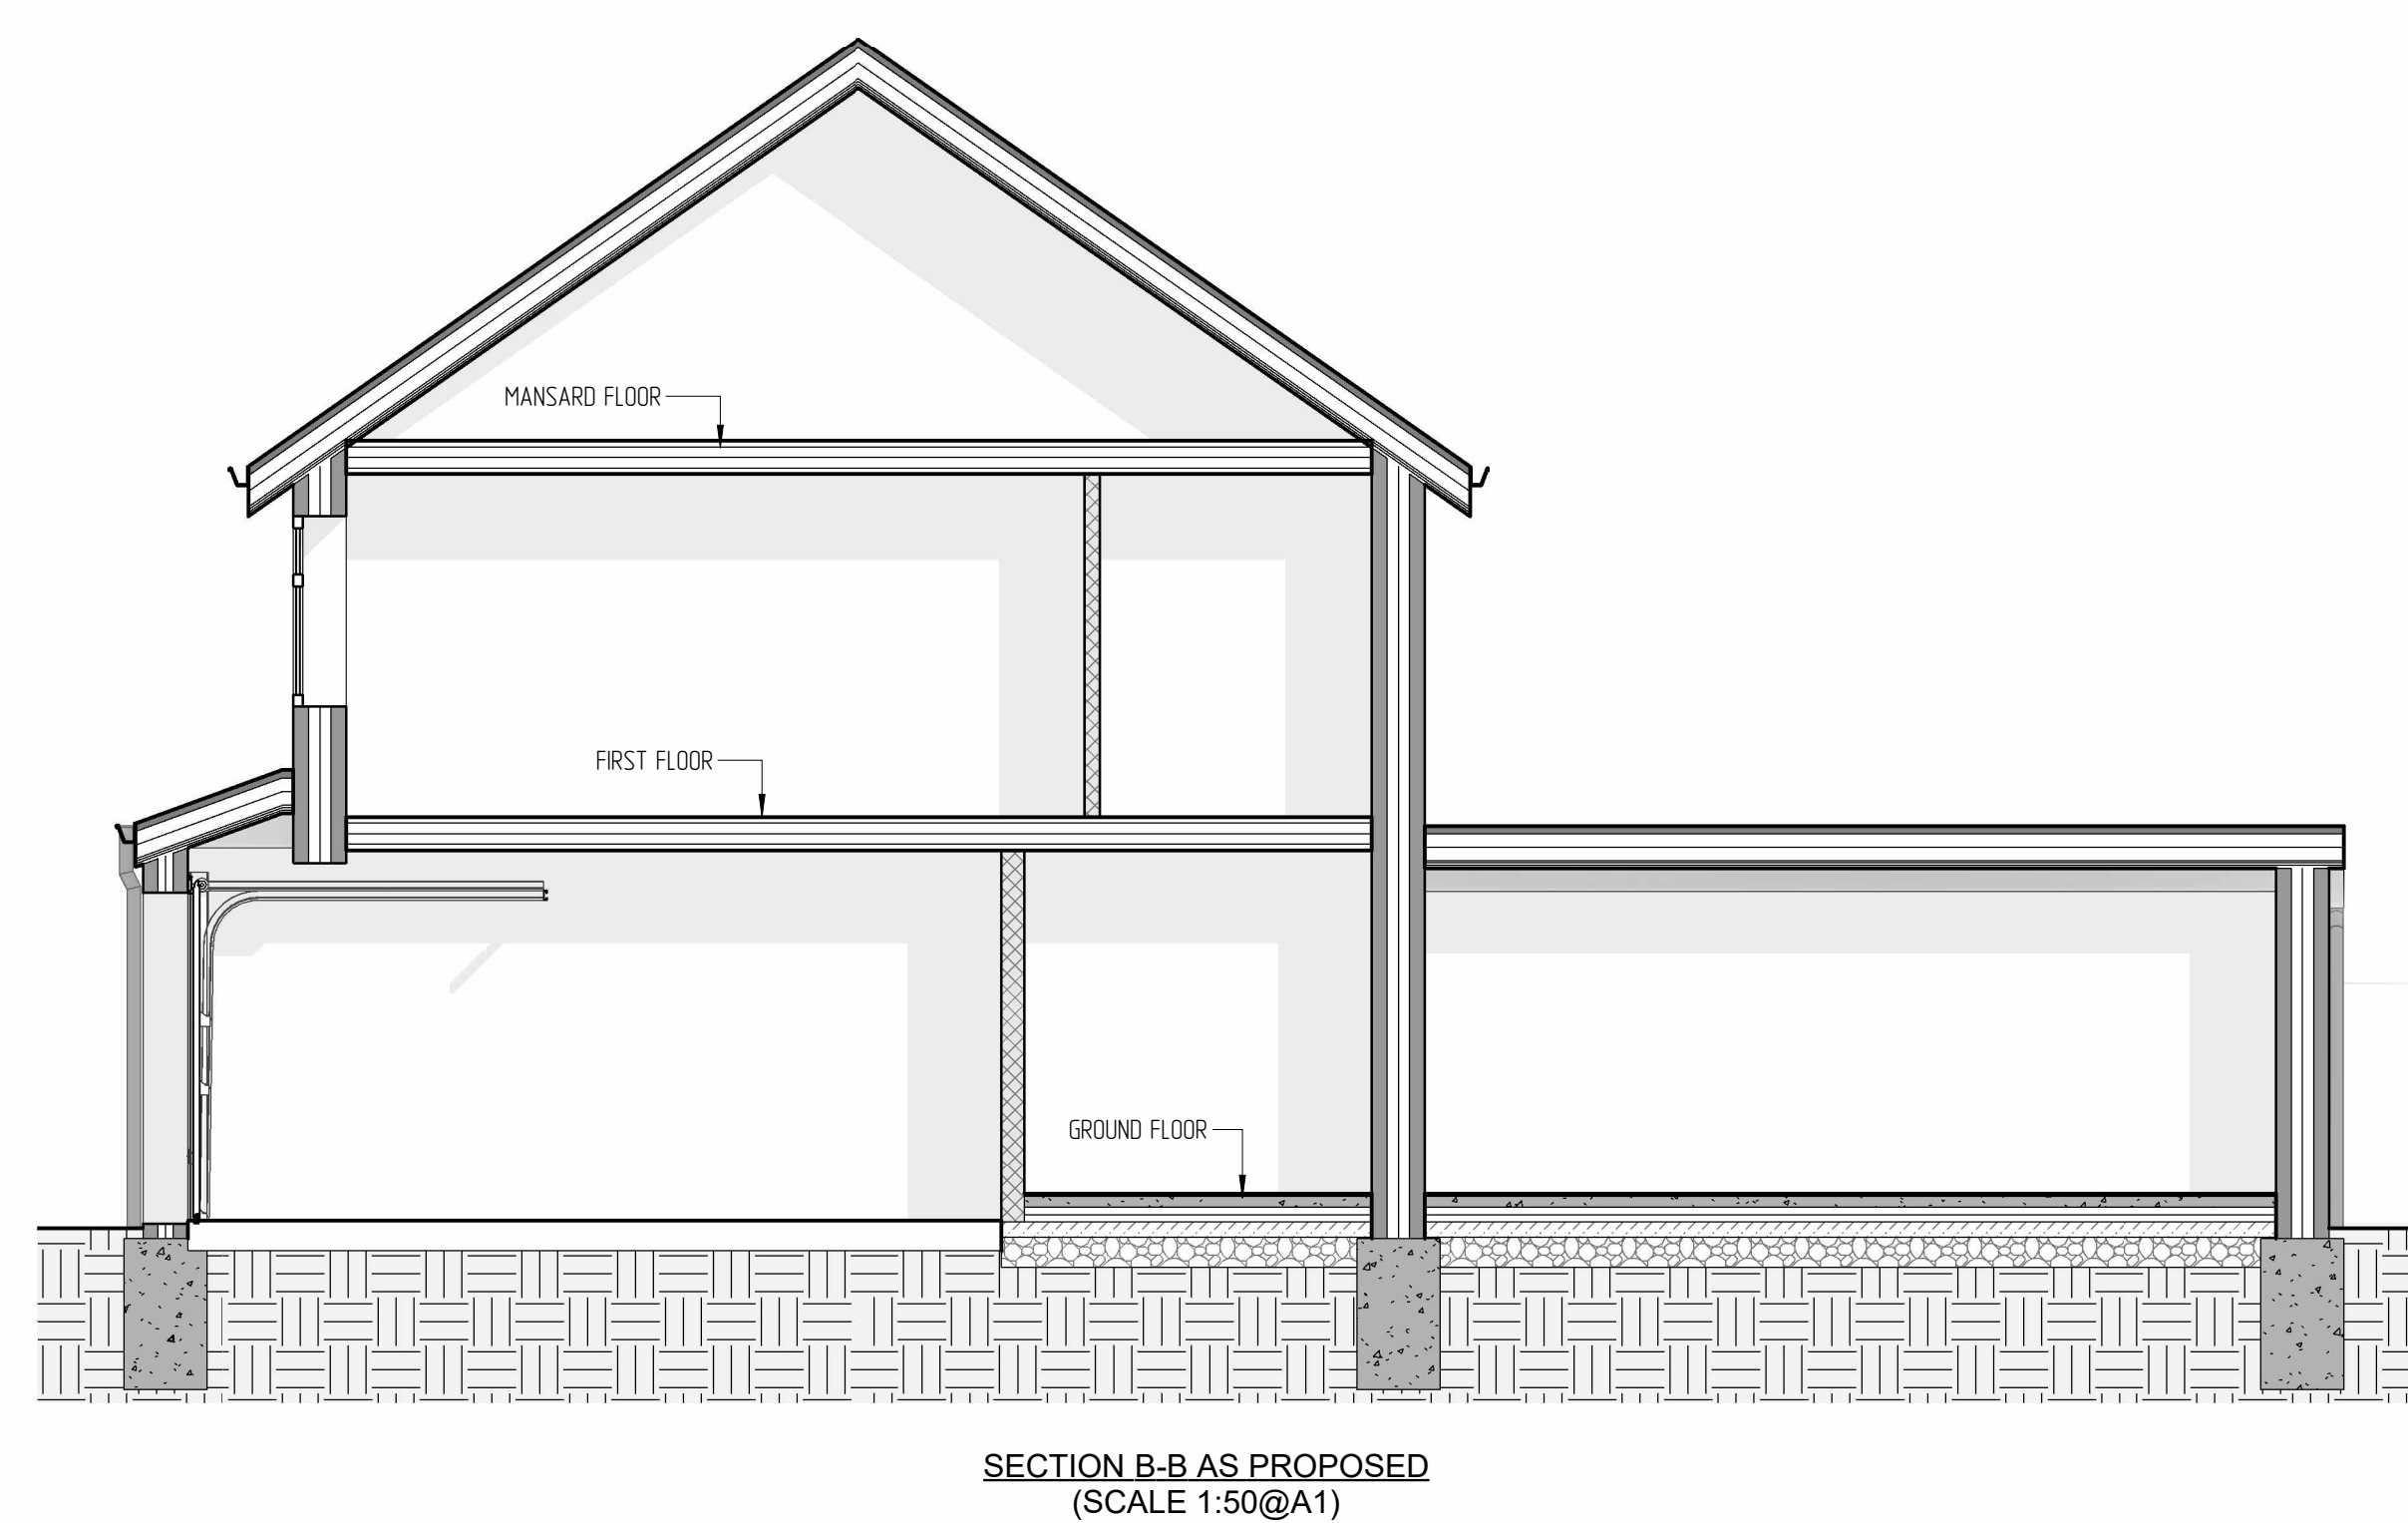 MANSARD FLOOR
FIRST FLOOR
GROUND FLOOR
SECTION B-B AS PROPOSED
(SCALE 1:50@A1)